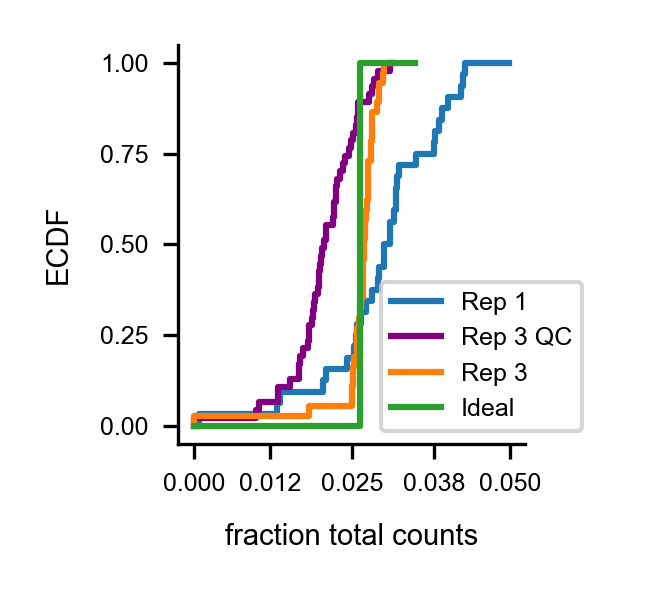 1.00
0.75
0.50
0.25
0.00
ECDF
Rep 1
Rep 3 QC
Rep 3
Ideal
0.000 0.012 0.025 0.038 0.050
fraction total counts